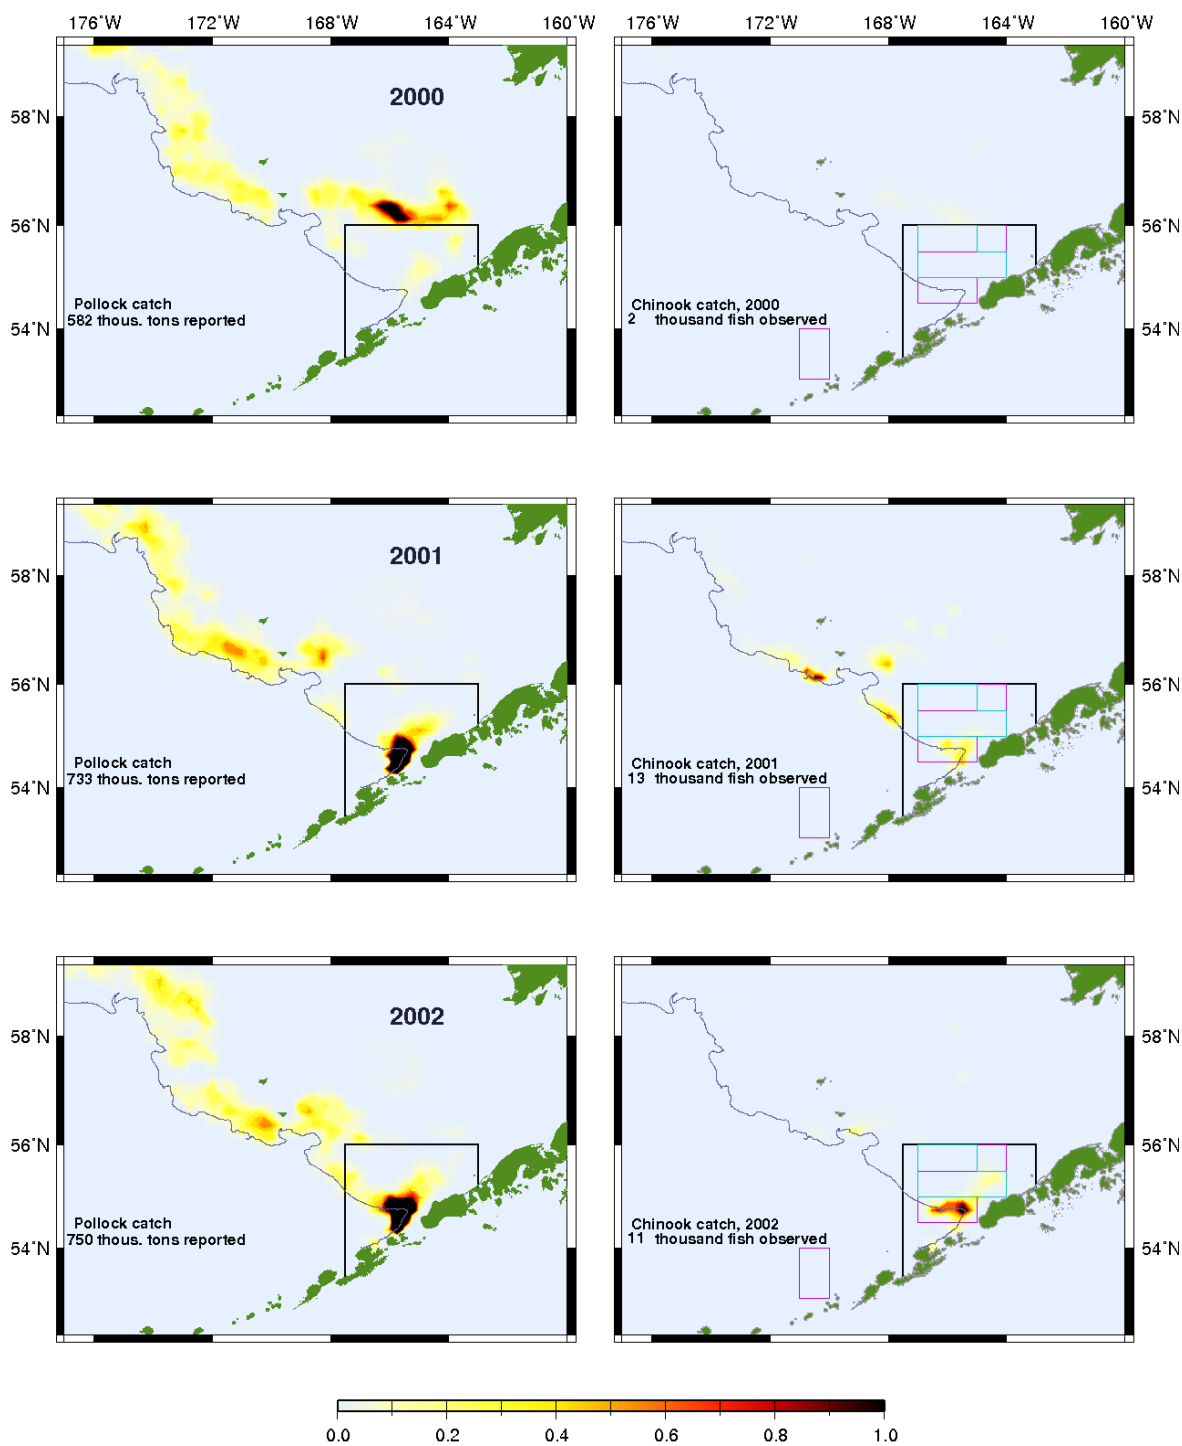 176°W 172°W 168°W 164°W 160°W 176°W 172°W 168°W 164°W 160°W
58°N 2000 58°N
56°N 56°N
Pollock catch Chinook catch, 2000
582 thous. tons reported 2 thousand fish observed
54°N 54°N
58°N 2001 58°N
56°N 56°N
Pollock catch Chinook catch, 2001
733 thous. tons reported 13 thousand fish observed
54°N 54°N
58°N 2002 58°N
56°N 56°N
Pollock catch Chinook catch, 2002
750 thous. tons reported 11 thousand fish observed
54°N 54°N
0.0 0.2 0.4 0.6 0.8 1.0